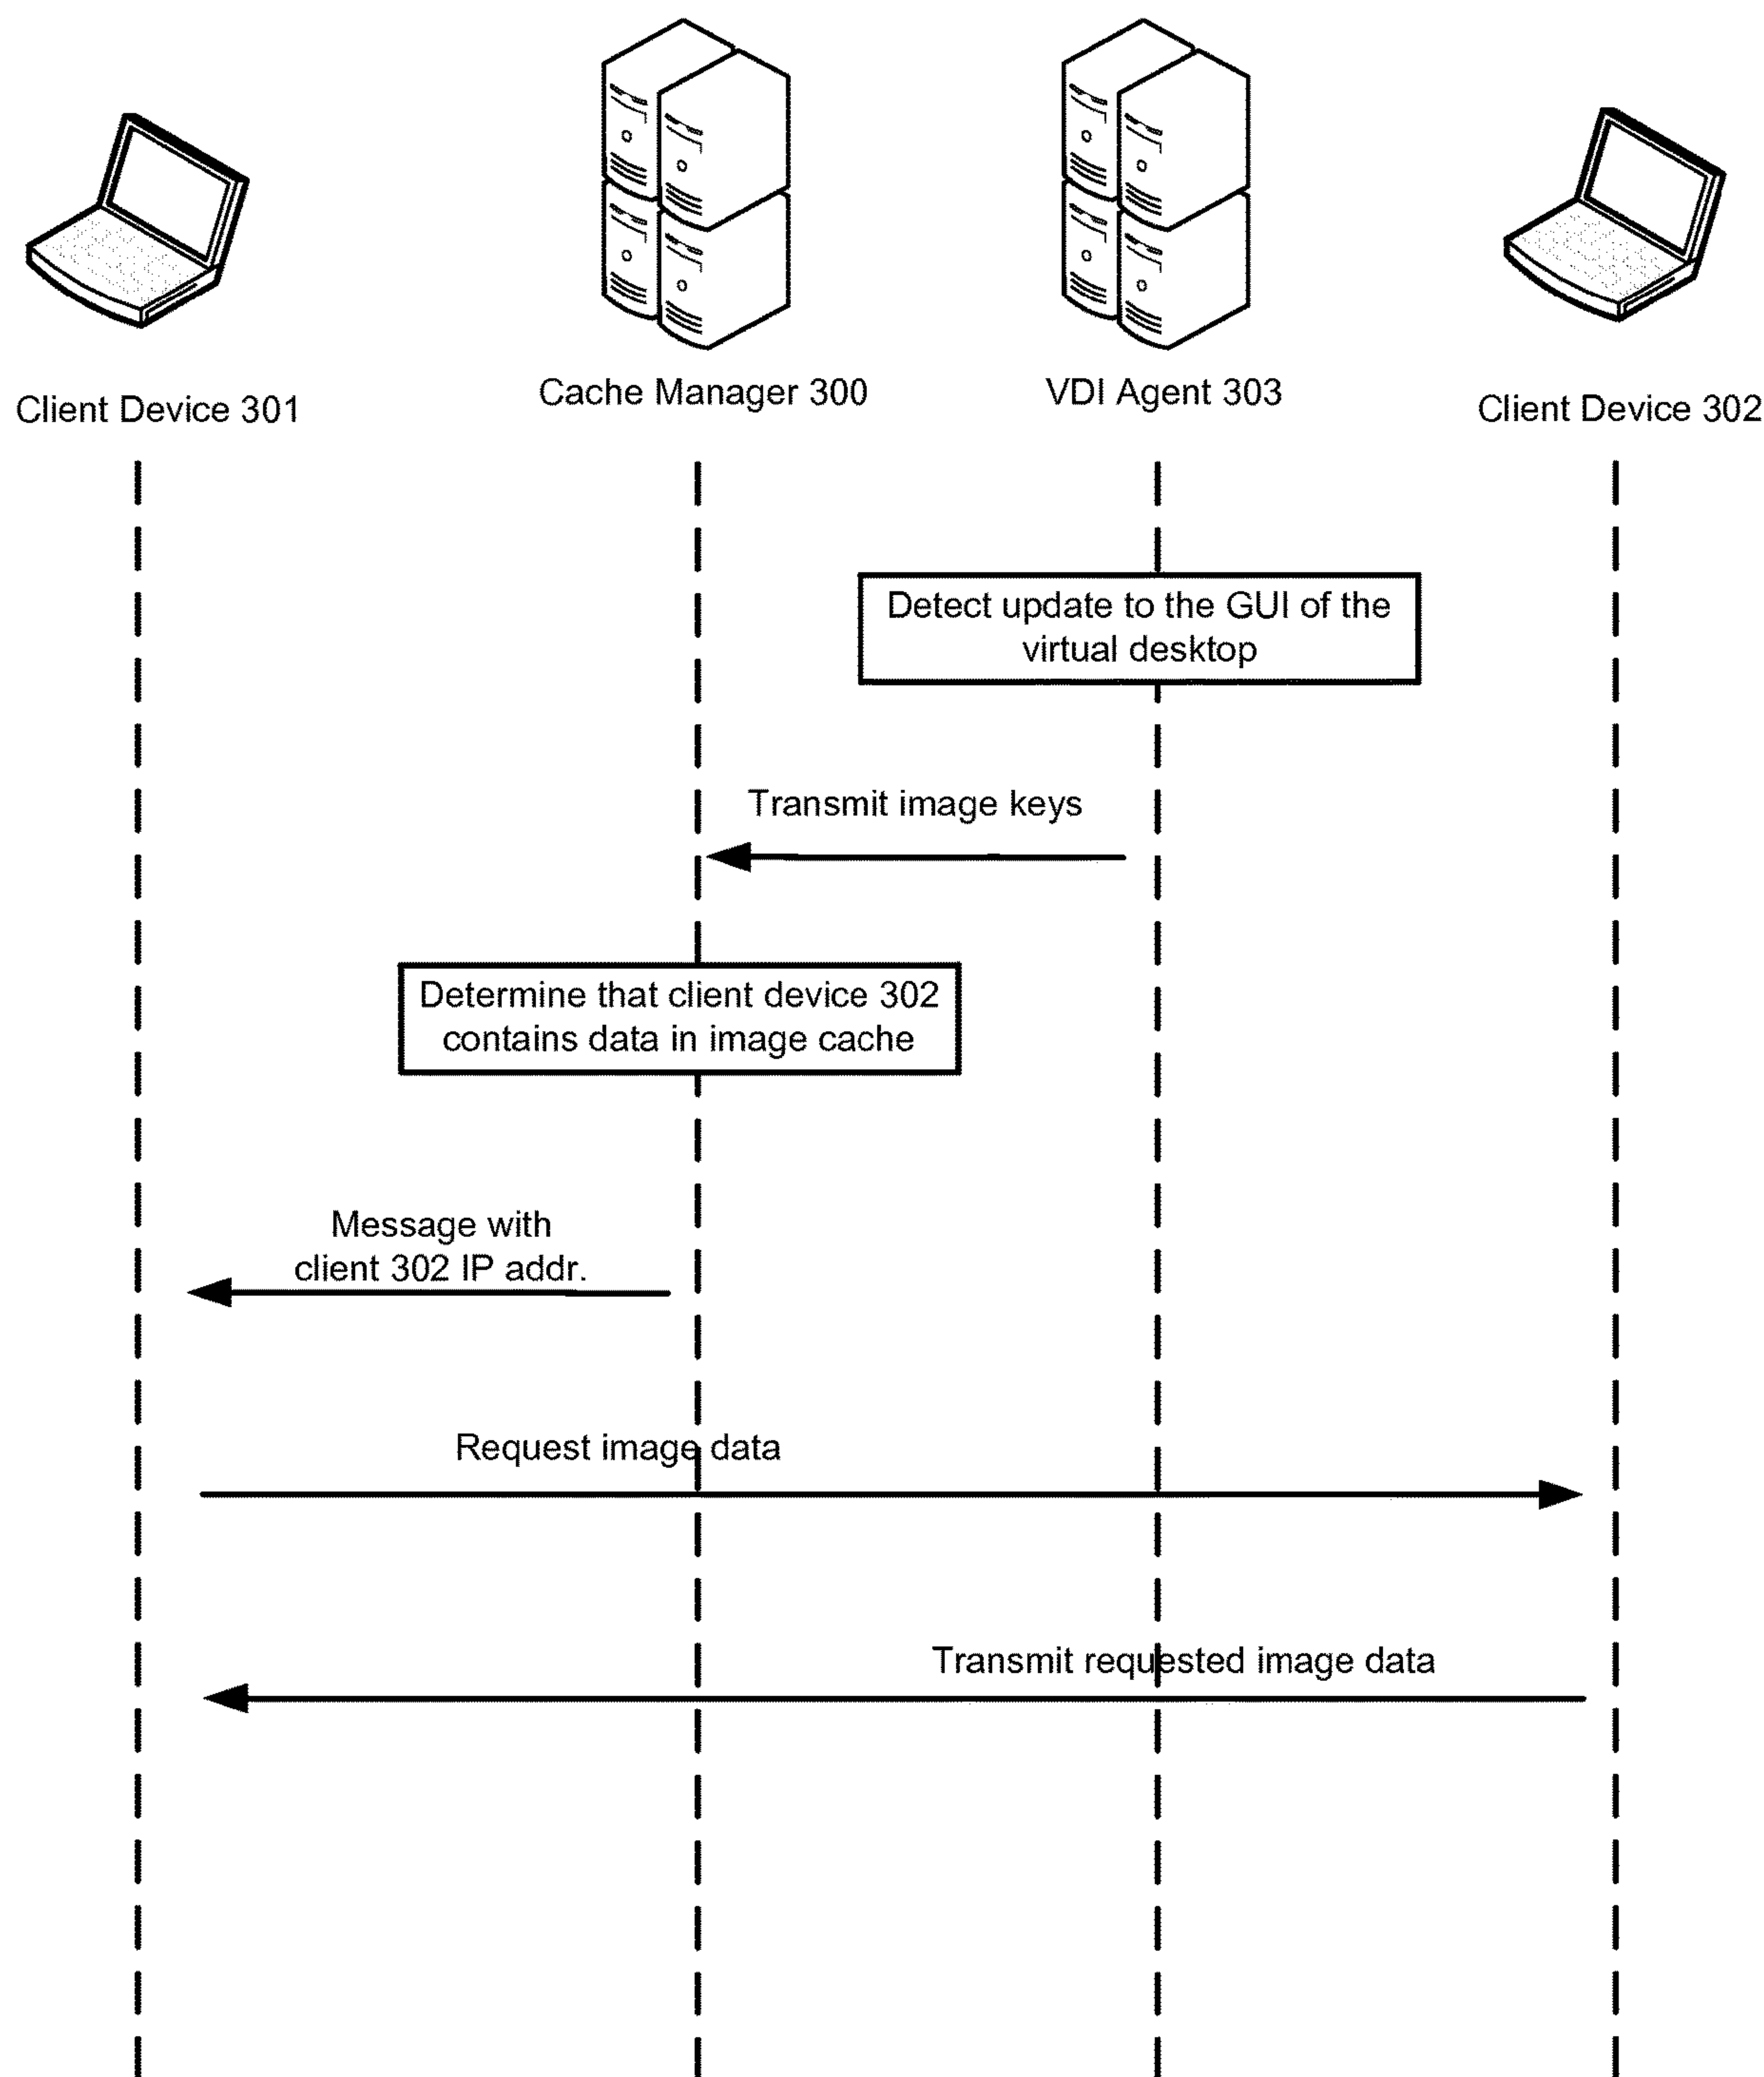 Client Device 301
Cache Manager 300
VDI Agent 303
Client Device 302
Detect update to the GUI of the
virtual desktop
Transmit image keys
Determine that client device 302
contains data in image cache
Message with
client 302 IP addr.
Request image data
Transmit requested image data